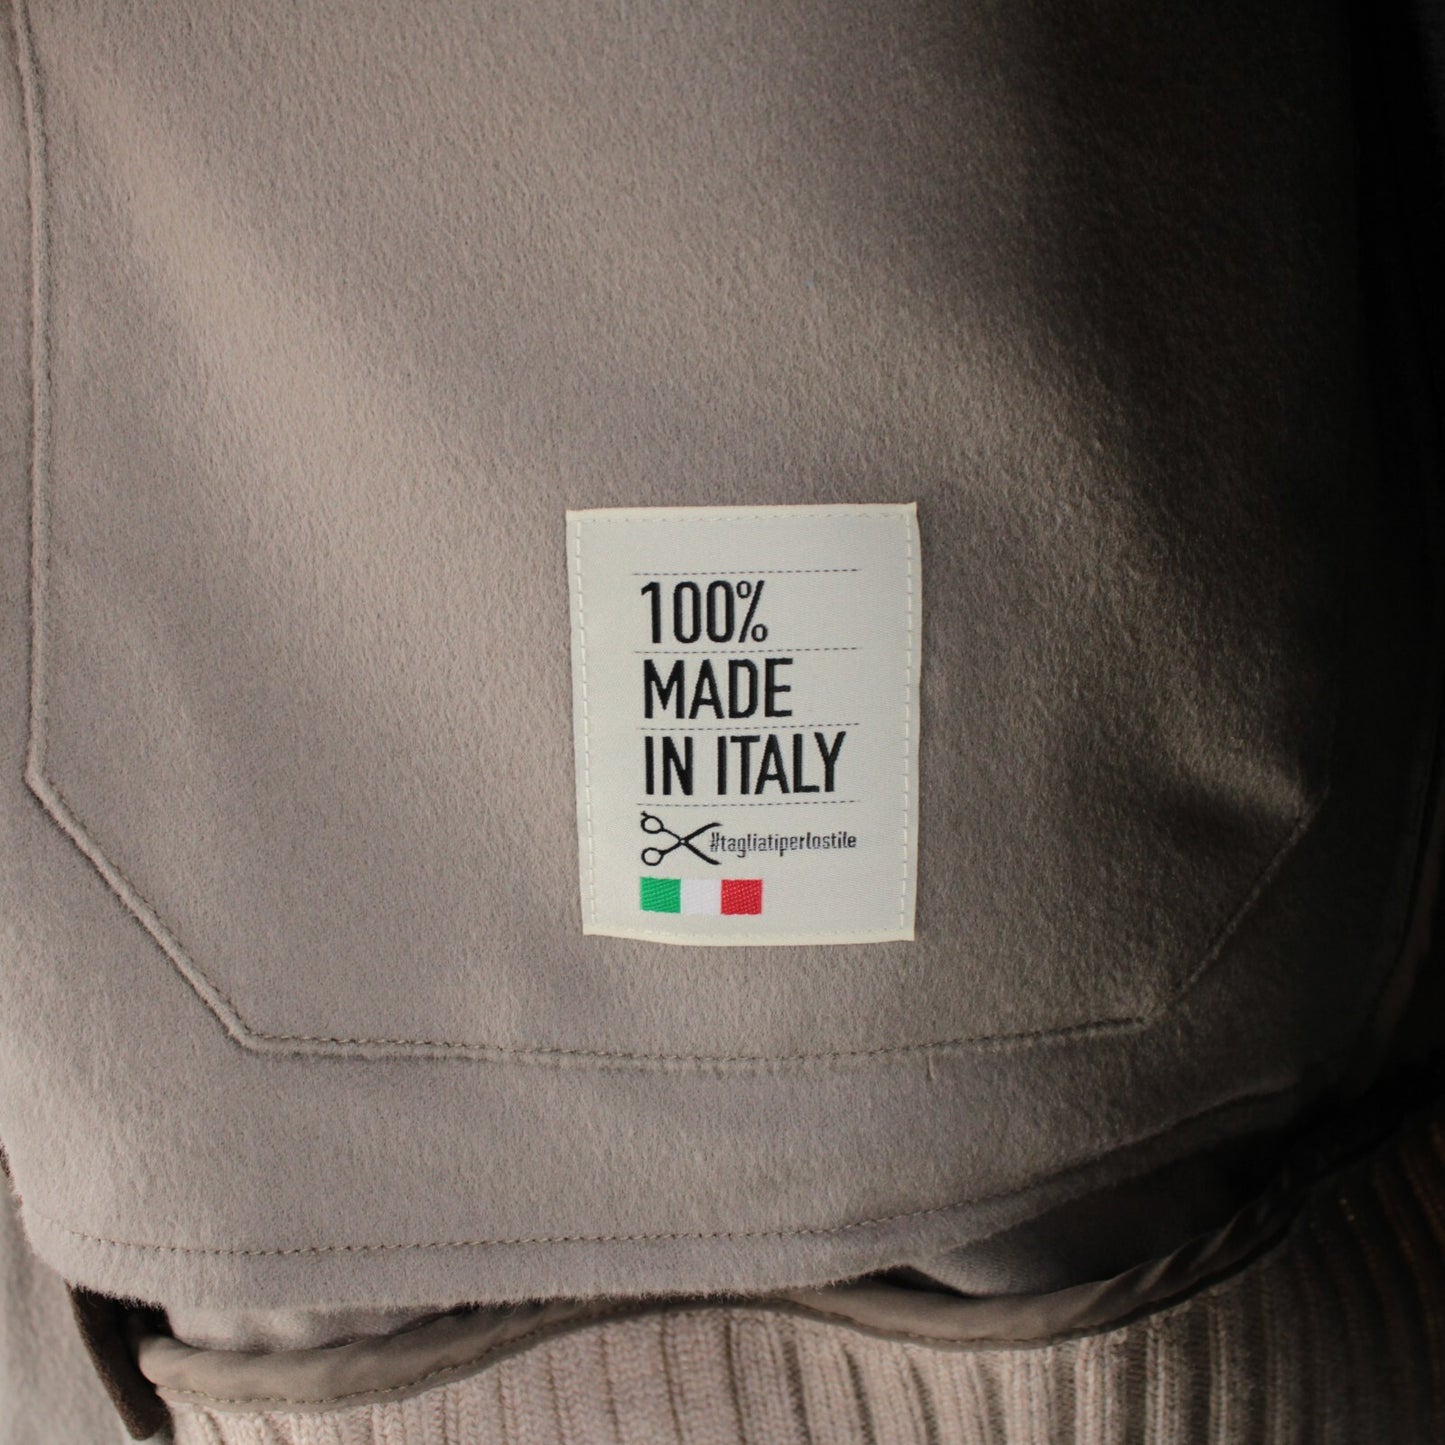 100%
MADE
IN ITALY
#tagliatiperlostile